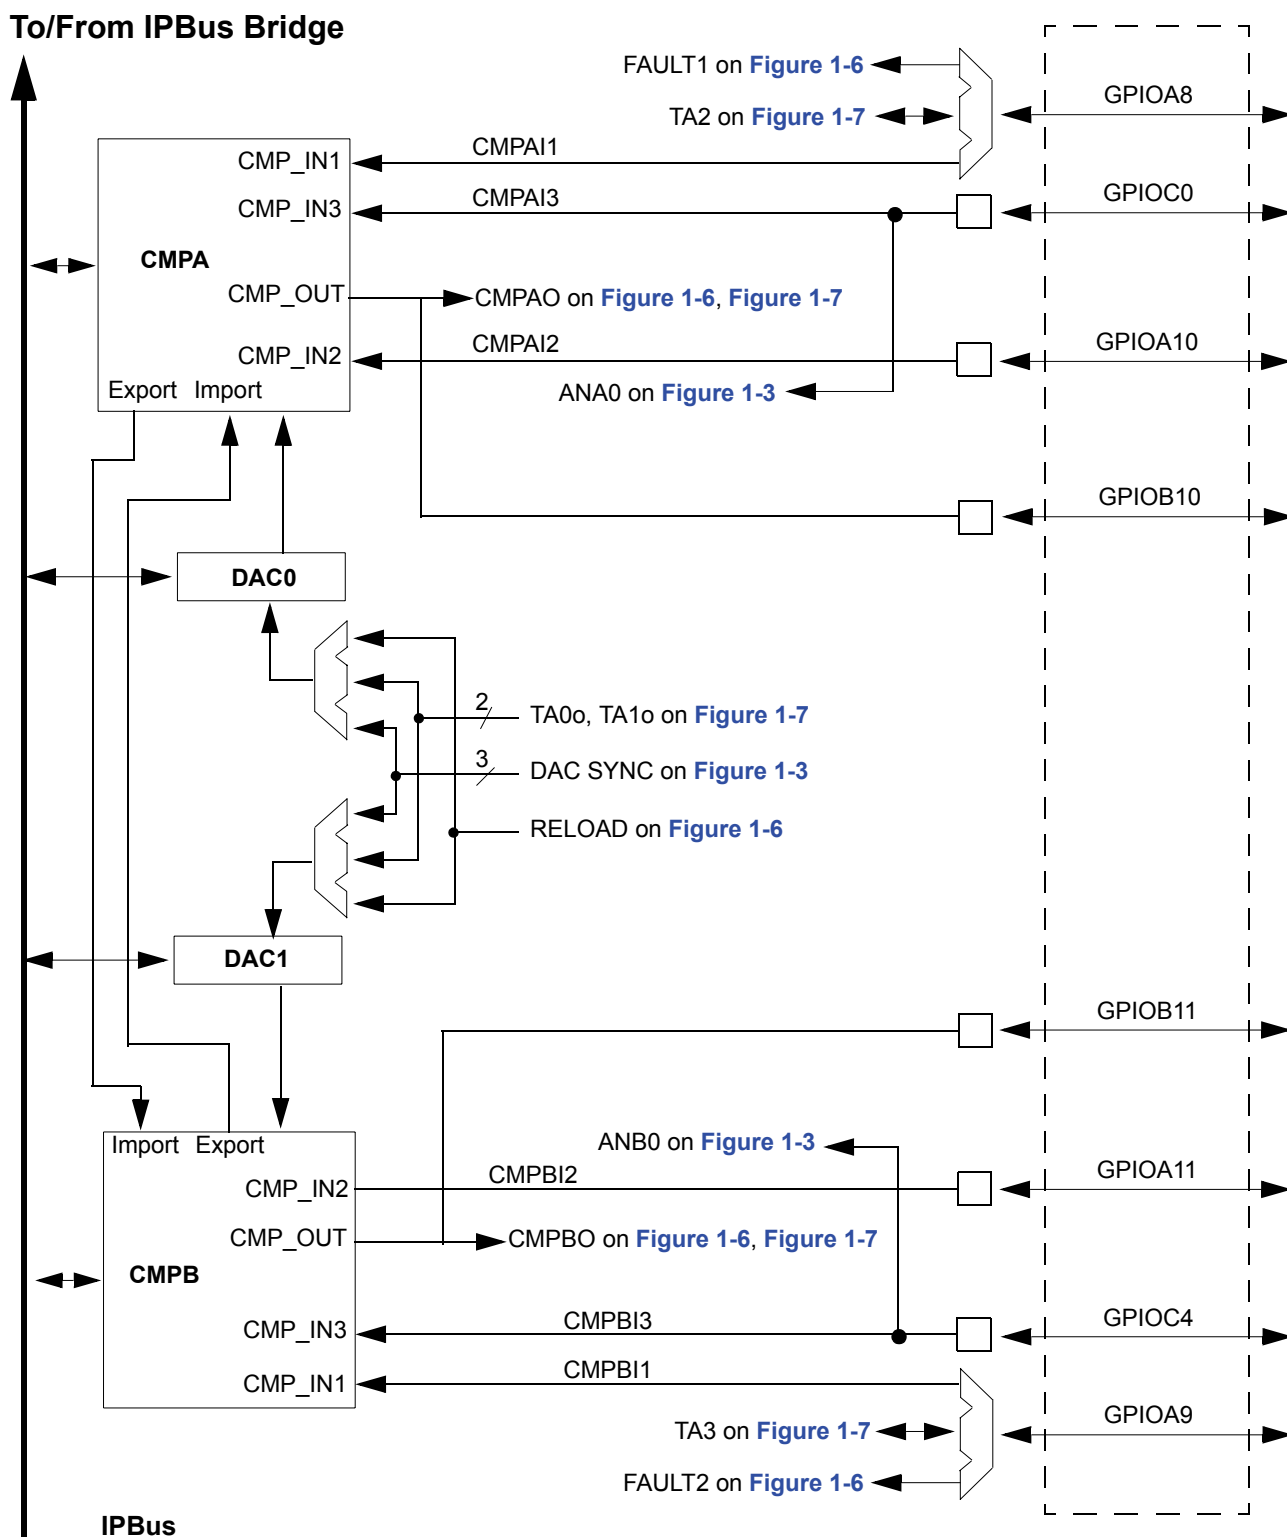 To/From IPBus Bridge
FAULT1 on Figure 1-6
GPIOA8
TA2 on Figure 1-7
CMPAI1
CMP_IN1
CMPAI3
CMP_IN3
GPIOC0
CMPA
CMP_OUT
CMPAO on Figure 1-6, Figure 1-7
CMPAI2
CMP_IN2
GPIOA10
Export Import
ANA0 on Figure 1-3
GPIOB10
DAC0
2
TA0o, TA1o on Figure 1-7
3
DAC SYNC on Figure 1-3
RELOAD on Figure 1-6
DAC1
GPIOB11
Import Export
ANB0 on Figure 1-3
CMPBI2
CMP_IN2
GPIOA11
CMP_OUT
CMPBO on Figure 1-6, Figure 1-7
CMPB
CMPBI3
CMP_IN3
GPIOC4
CMPBI1
CMP_IN1
GPIOA9
TA3 on Figure 1-7
FAULT2 on Figure 1-6
IPBus